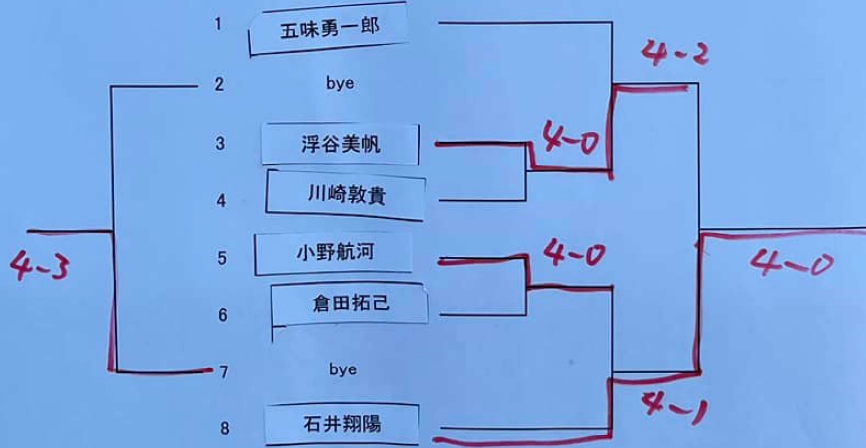 1 五味勇一郎
4-2
2 bye
3 浮谷美帆
4-0
4 川崎敦貴
5 小野航河
4-0
4-3
4-0
6 倉田拓己
7 bye
4-1
8 石井翔陽